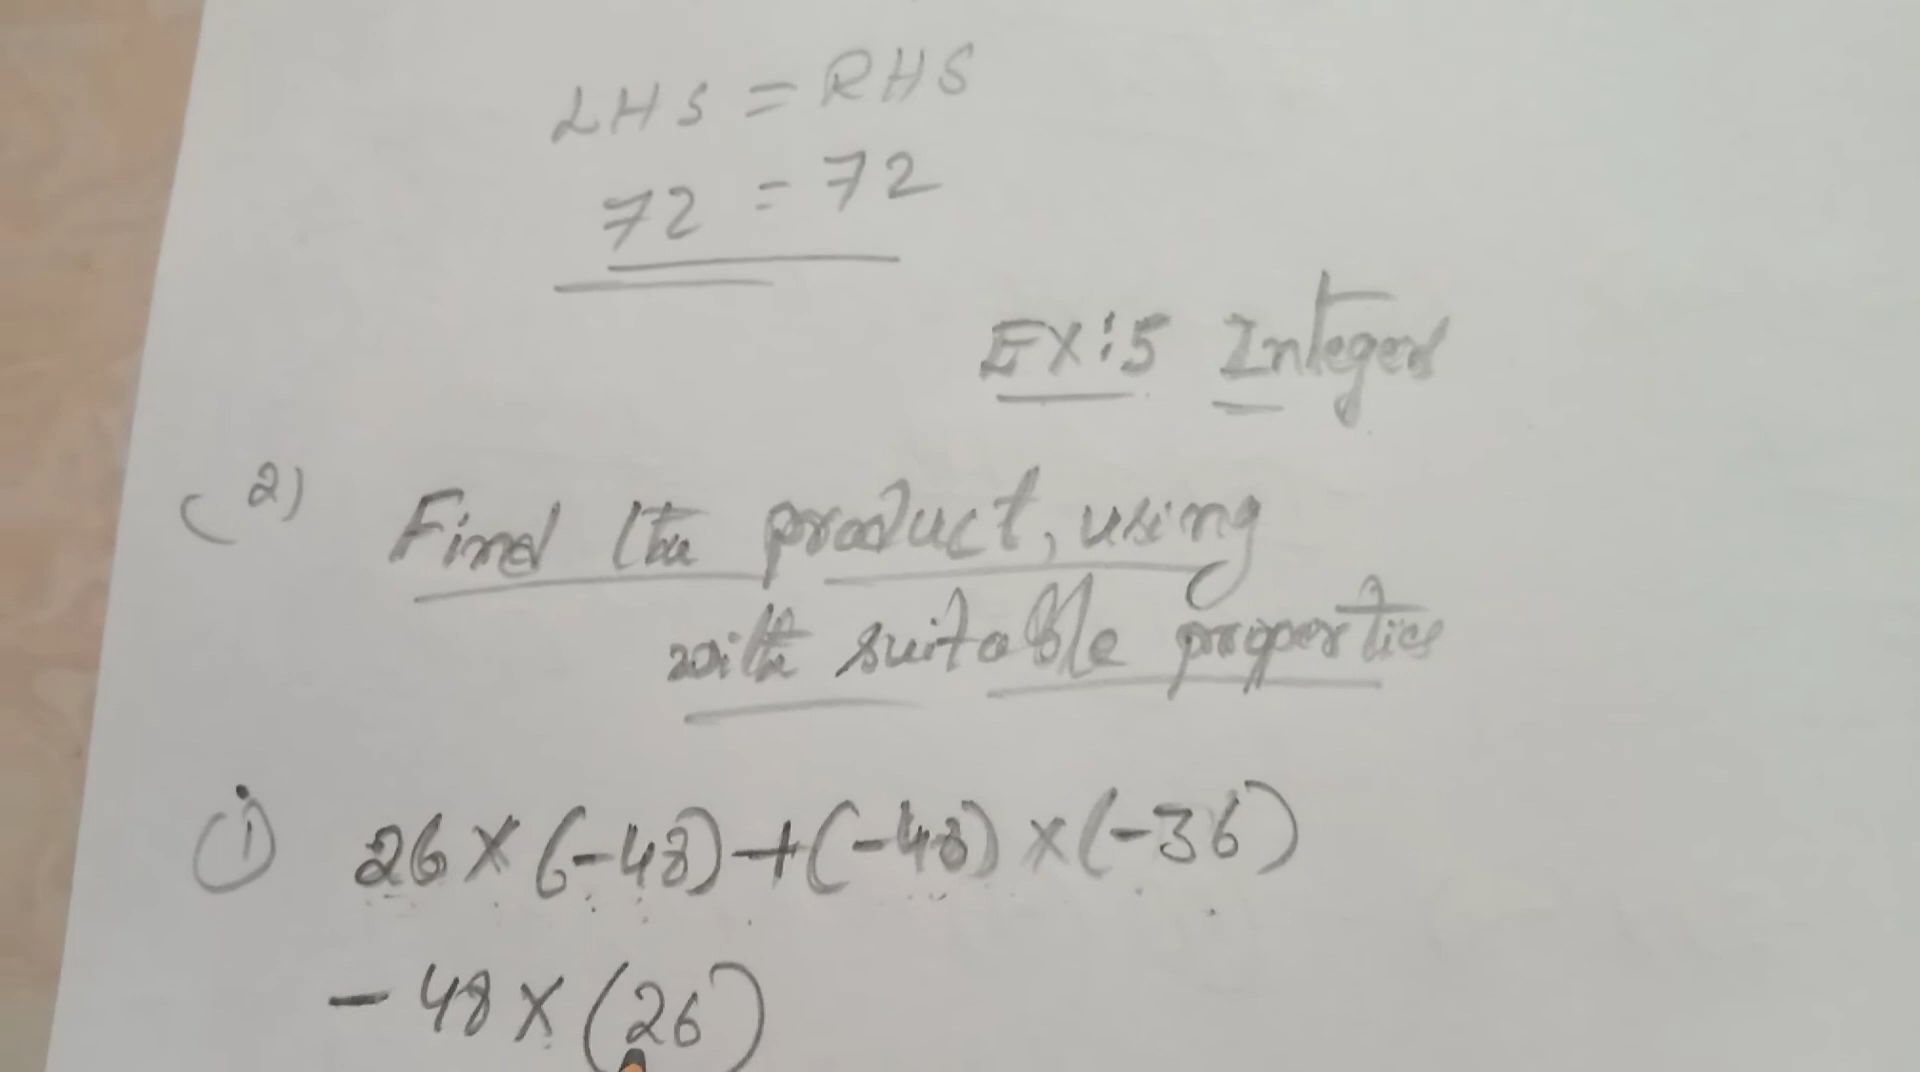 LHS = RHS
72 = 72
EX:5 Integers
2)
Find the product, using
with suitable properties
(i) 26 × (-48) + (-48) × (-36)
- 48 × (26)